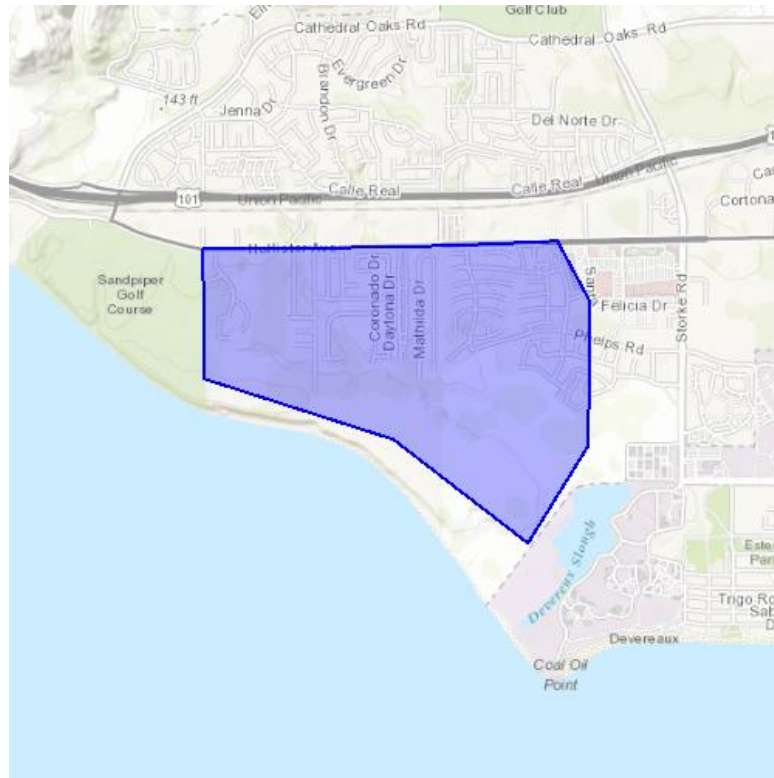 Golf Club
Cathedral Oaks Rd
Cathedral Oaks Rd
Evergreen Dr
Brandon Dr
143 ft
Jenna Dr
Del Norte Dr
Union Pacific
Calle Real
Calle Real
101
Union Pacific
Cortona
Hollister Ave
Sandpiper
Golf
Course
Coronado Dr
Daytona Dr
Mathilda Dr
Felicia Dr
Storke Rd
Phelps Rd
Devereux Slough
Trigo Ro
Devereaux
Coal Oil
Point